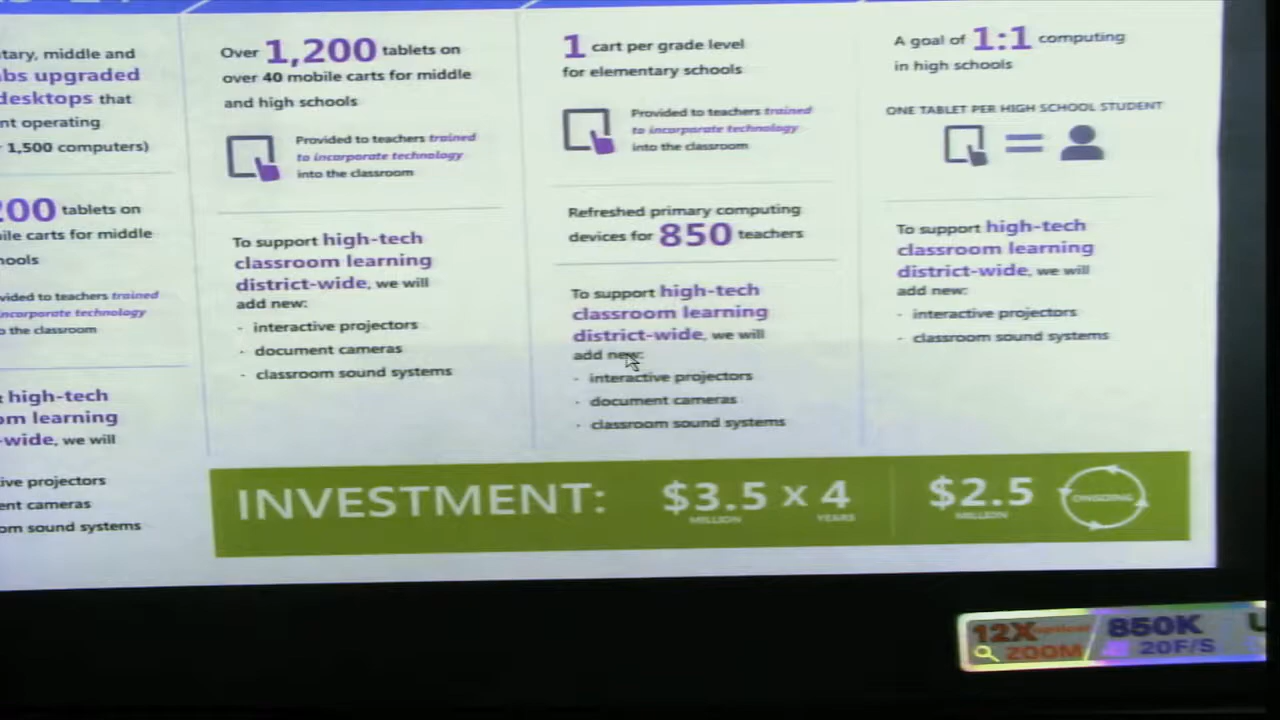 tary, middle and
abs upgraded
desktops that
nt operating
1,500 computers)
200 tablets on
ile carts for middle
hools
vided to teachers trained
incorporate technology
o the classroom
high-tech
om learning
-wide, we will
ive projectors
ent cameras
om sound systems
Over 1,200 tablets on
over 40 mobile carts for middle
and high schools
Provided to teachers trained
to incorporate technology
into the classroom
To support high-tech
classroom learning
district-wide, we will
add new:
- interactive projectors
- document cameras
- classroom sound systems
1 cart per grade level
for elementary schools
Provided to teachers trained
to incorporate technology
into the classroom
Refreshed primary computing
devices for 850 teachers
To support high-tech
classroom learning
district-wide, we will
add new:
- interactive projectors
- document cameras
- classroom sound systems
A goal of 1:1 computing
in high schools
ONE TABLET PER HIGH SCHOOL STUDENT
=
To support high-tech
classroom learning
district-wide, we will
add new:
- interactive projectors
- classroom sound systems
INVESTMENT: $3.5 x 4 $2.5 ONGOING
MILLION YEARS MILLION
12X optical 850K
ZOOM 20F/S